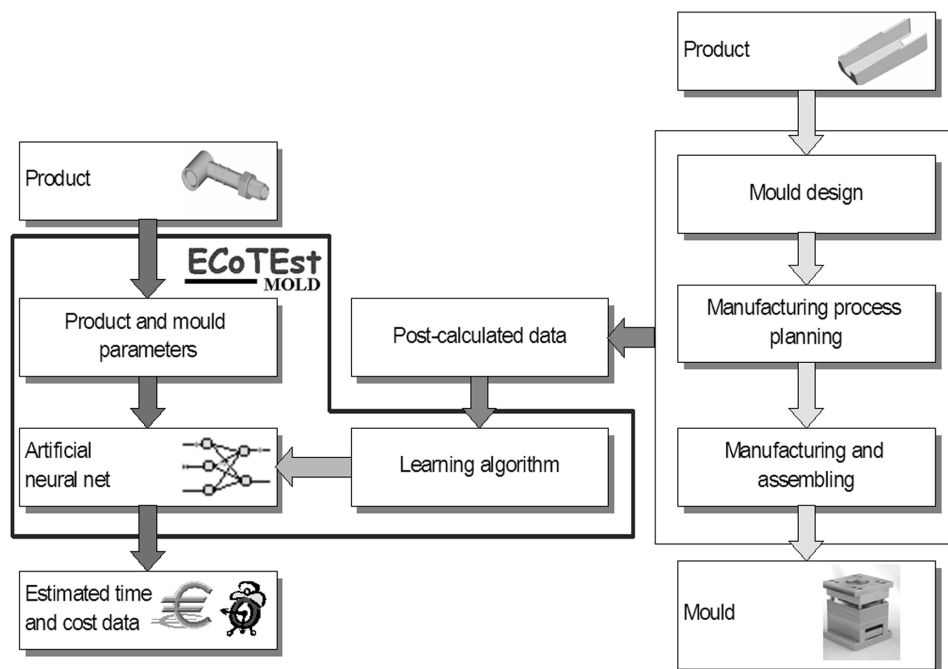 Product
Product
ECoTEst
MOLD
Mould design
Product and mould
parameters
Post-calculated data
Manufacturing process
planning
Artificial
neural net
Learning algorithm
Manufacturing and
assembling
Estimated time
and cost data
Mould